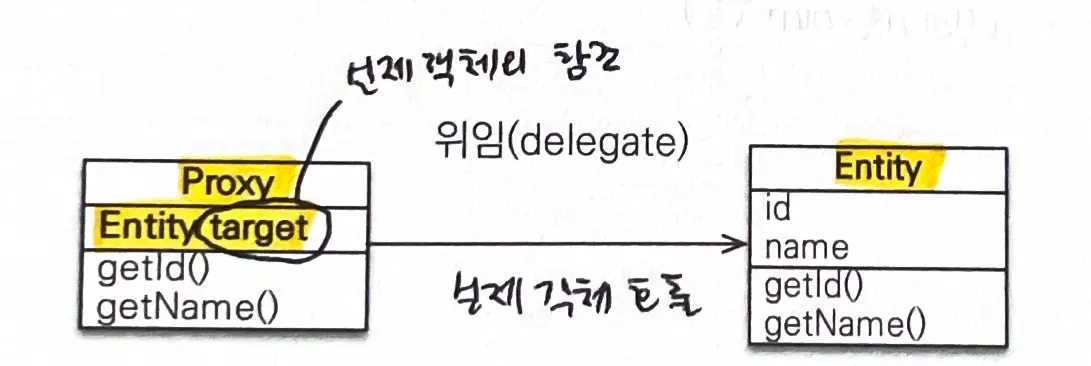 실제 객체의 참조
위임(delegate)
Proxy
Entity target
getId()
getName()
Entity
id
name
getId()
getName()
실제 객체 호출